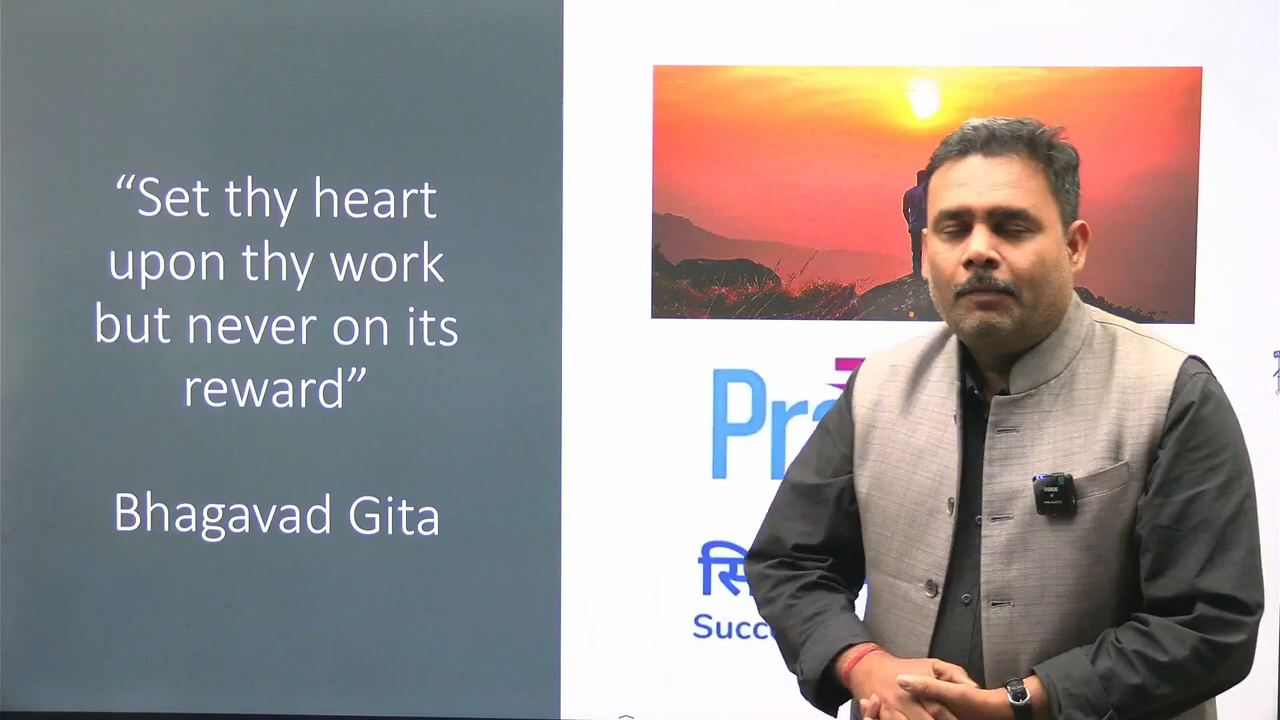 “Set thy heart
upon thy work
but never on its
reward”
Bhagavad Gita